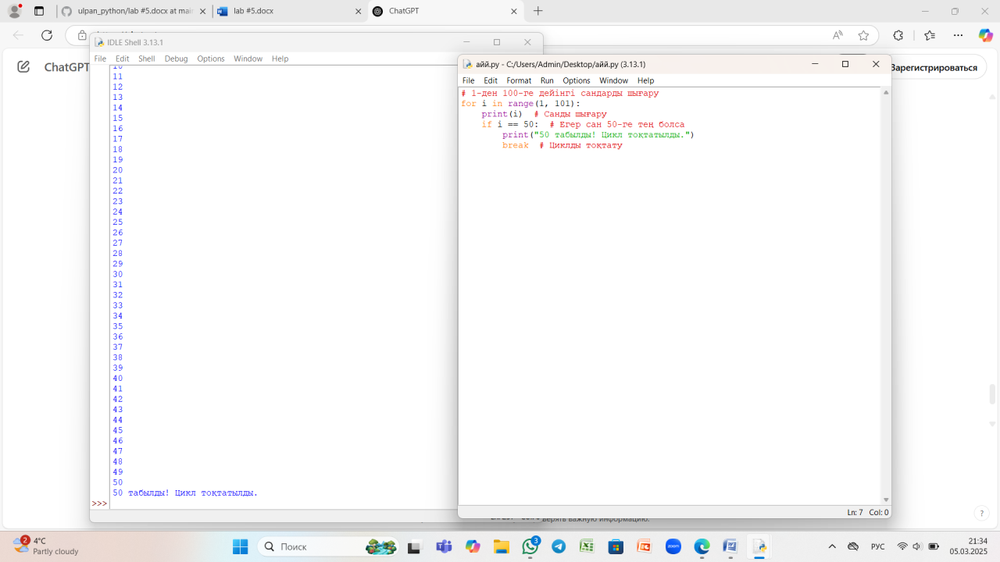 ulpan_python/lab #5.docx at mair
lab #5.docx
ChatGPT
ChatGPT
Зарегистрироваться
IDLE Shell 3.13.1
File Edit Shell Debug Options Window Help
10
11
12
13
14
15
16
17
18
19
20
21
22
23
24
25
26
27
28
29
30
31
32
33
34
35
36
37
38
39
40
41
42
43
44
45
46
47
48
49
50
50 табылды! Цикл тоқтатылды.
>>>
айй.py - C:/Users/Admin/Desktop/айй.py (3.13.1)
File Edit Format Run Options Window Help
# 1-ден 100-ге дейінгі сандарды шығару
for i in range(1, 101):
    print(i)  # Санды шығару
    if i == 50:  # Егер сан 50-ге тең болса
        print("50 табылды! Цикл тоқтатылды.")
        break  # Циклды тоқтату
Ln: 7 Col: 0
верять важную информацию.
?
2
4°C
Partly cloudy
Поиск
3
zoom
РУС
21:34
05.03.2025